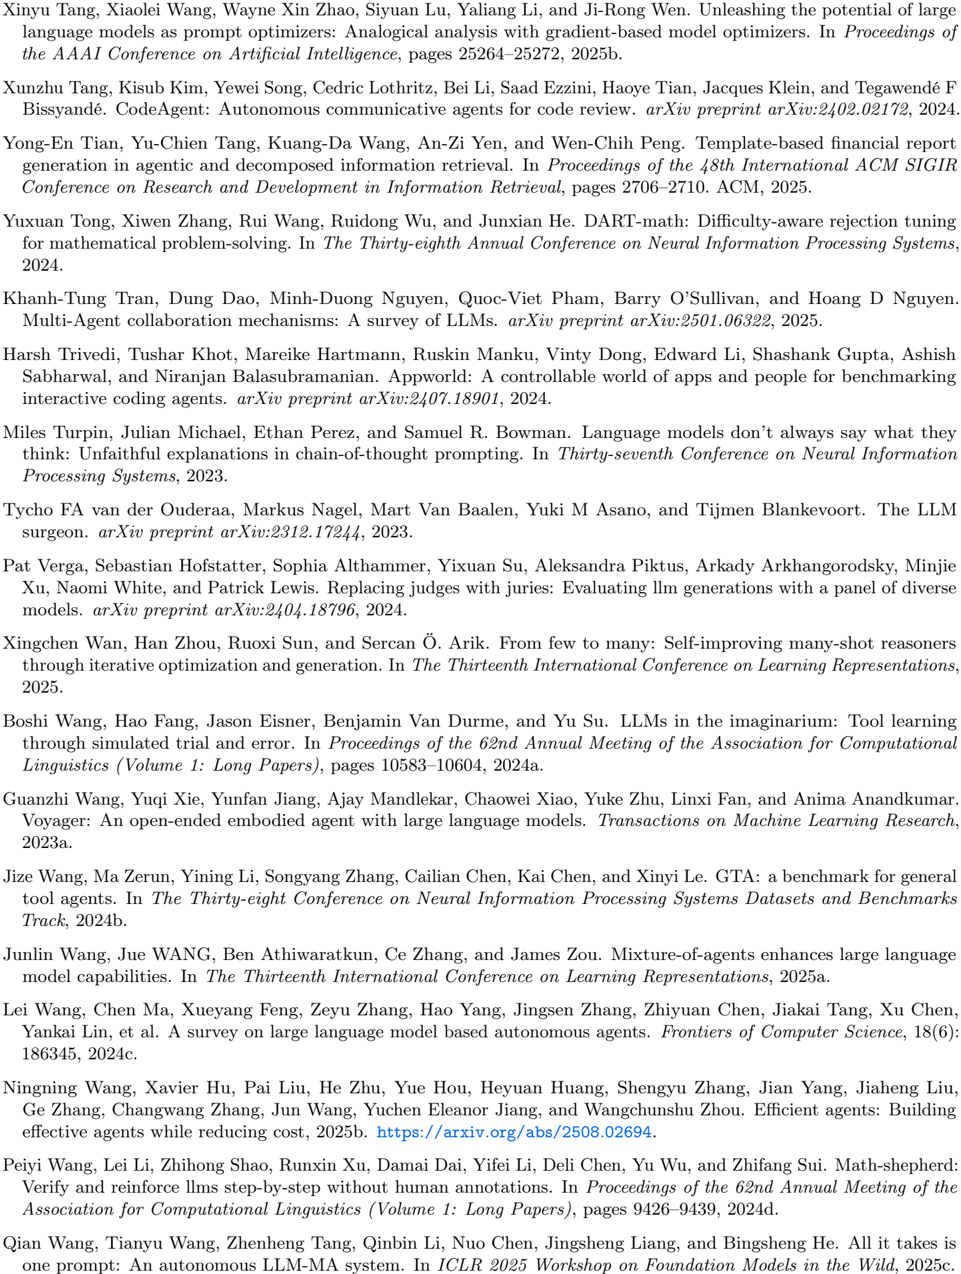 Xinyu Tang, Xiaolei Wang, Wayne Xin Zhao, Siyuan Lu, Yaliang Li, and Ji-Rong Wen. Unleashing the potential of large
language models as prompt optimizers: Analogical analysis with gradient-based model optimizers. In Proceedings of
the AAAI Conference on Artificial Intelligence, pages 25264–25272, 2025b.
Xunzhu Tang, Kisub Kim, Yewei Song, Cedric Lothritz, Bei Li, Saad Ezzini, Haoye Tian, Jacques Klein, and Tegawendé F
Bissyandé. CodeAgent: Autonomous communicative agents for code review. arXiv preprint arXiv:2402.02172, 2024.
Yong-En Tian, Yu-Chien Tang, Kuang-Da Wang, An-Zi Yen, and Wen-Chih Peng. Template-based financial report
generation in agentic and decomposed information retrieval. In Proceedings of the 48th International ACM SIGIR
Conference on Research and Development in Information Retrieval, pages 2706–2710. ACM, 2025.
Yuxuan Tong, Xiwen Zhang, Rui Wang, Ruidong Wu, and Junxian He. DART-math: Difficulty-aware rejection tuning
for mathematical problem-solving. In The Thirty-eighth Annual Conference on Neural Information Processing Systems,
2024.
Khanh-Tung Tran, Dung Dao, Minh-Duong Nguyen, Quoc-Viet Pham, Barry O'Sullivan, and Hoang D Nguyen.
Multi-Agent collaboration mechanisms: A survey of LLMs. arXiv preprint arXiv:2501.06322, 2025.
Harsh Trivedi, Tushar Khot, Mareike Hartmann, Ruskin Manku, Vinty Dong, Edward Li, Shashank Gupta, Ashish
Sabharwal, and Niranjan Balasubramanian. Appworld: A controllable world of apps and people for benchmarking
interactive coding agents. arXiv preprint arXiv:2407.18901, 2024.
Miles Turpin, Julian Michael, Ethan Perez, and Samuel R. Bowman. Language models don't always say what they
think: Unfaithful explanations in chain-of-thought prompting. In Thirty-seventh Conference on Neural Information
Processing Systems, 2023.
Tycho FA van der Ouderaa, Markus Nagel, Mart Van Baalen, Yuki M Asano, and Tijmen Blankevoort. The LLM
surgeon. arXiv preprint arXiv:2312.17244, 2023.
Pat Verga, Sebastian Hofstatter, Sophia Althammer, Yixuan Su, Aleksandra Piktus, Arkady Arkhangorodsky, Minjie
Xu, Naomi White, and Patrick Lewis. Replacing judges with juries: Evaluating llm generations with a panel of diverse
models. arXiv preprint arXiv:2404.18796, 2024.
Xingchen Wan, Han Zhou, Ruoxi Sun, and Sercan Ö. Arik. From few to many: Self-improving many-shot reasoners
through iterative optimization and generation. In The Thirteenth International Conference on Learning Representations,
2025.
Boshi Wang, Hao Fang, Jason Eisner, Benjamin Van Durme, and Yu Su. LLMs in the imaginarium: Tool learning
through simulated trial and error. In Proceedings of the 62nd Annual Meeting of the Association for Computational
Linguistics (Volume 1: Long Papers), pages 10583–10604, 2024a.
Guanzhi Wang, Yuqi Xie, Yunfan Jiang, Ajay Mandlekar, Chaowei Xiao, Yuke Zhu, Linxi Fan, and Anima Anandkumar.
Voyager: An open-ended embodied agent with large language models. Transactions on Machine Learning Research,
2023a.
Jize Wang, Ma Zerun, Yining Li, Songyang Zhang, Cailian Chen, Kai Chen, and Xinyi Le. GTA: a benchmark for general
tool agents. In The Thirty-eight Conference on Neural Information Processing Systems Datasets and Benchmarks
Track, 2024b.
Junlin Wang, Jue WANG, Ben Athiwaratkun, Ce Zhang, and James Zou. Mixture-of-agents enhances large language
model capabilities. In The Thirteenth International Conference on Learning Representations, 2025a.
Lei Wang, Chen Ma, Xueyang Feng, Zeyu Zhang, Hao Yang, Jingsen Zhang, Zhiyuan Chen, Jiakai Tang, Xu Chen,
Yankai Lin, et al. A survey on large language model based autonomous agents. Frontiers of Computer Science, 18(6):
186345, 2024c.
Ningning Wang, Xavier Hu, Pai Liu, He Zhu, Yue Hou, Heyuan Huang, Shengyu Zhang, Jian Yang, Jiaheng Liu,
Ge Zhang, Changwang Zhang, Jun Wang, Yuchen Eleanor Jiang, and Wangchunshu Zhou. Efficient agents: Building
effective agents while reducing cost, 2025b. https://arxiv.org/abs/2508.02694.
Peiyi Wang, Lei Li, Zhihong Shao, Runxin Xu, Damai Dai, Yifei Li, Deli Chen, Yu Wu, and Zhifang Sui. Math-shepherd:
Verify and reinforce llms step-by-step without human annotations. In Proceedings of the 62nd Annual Meeting of the
Association for Computational Linguistics (Volume 1: Long Papers), pages 9426–9439, 2024d.
Qian Wang, Tianyu Wang, Zhenheng Tang, Qinbin Li, Nuo Chen, Jingsheng Liang, and Bingsheng He. All it takes is
one prompt: An autonomous LLM-MA system. In ICLR 2025 Workshop on Foundation Models in the Wild, 2025c.